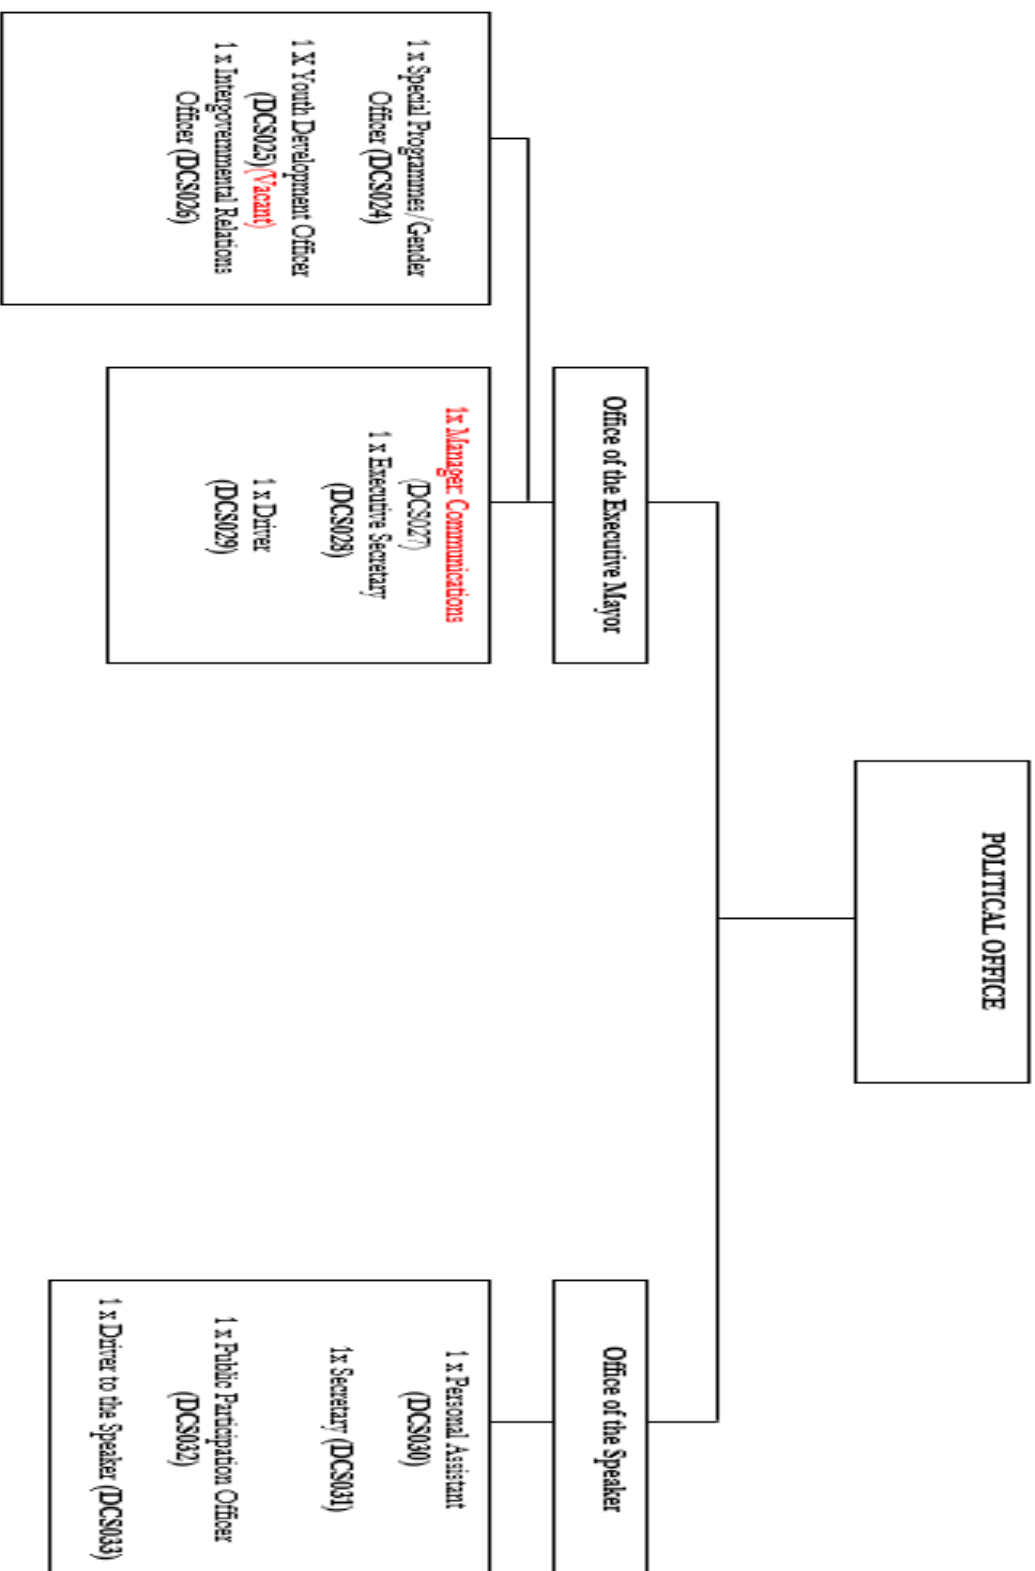 POLITICAL OFFICE
Office of the Executive Mayor
Office of the Speaker
1 x Special Programmes / Gender
Officer (DCS024)
1 X Youth Development Officer
(DCS025) (Vacant)
1 x Intergovernmental Relations
Officer (DCS026)
1x Manager: Communications
(DCS027)
1 x Executive Secretary
(DCS028)
1 x Driver
(DCS029)
1 x Personal Assistant
(DCS030)
1x Secretary (DCS031)
1 x Public Participation Officer
(DCS032)
1 x Driver to the Speaker (DCS033)